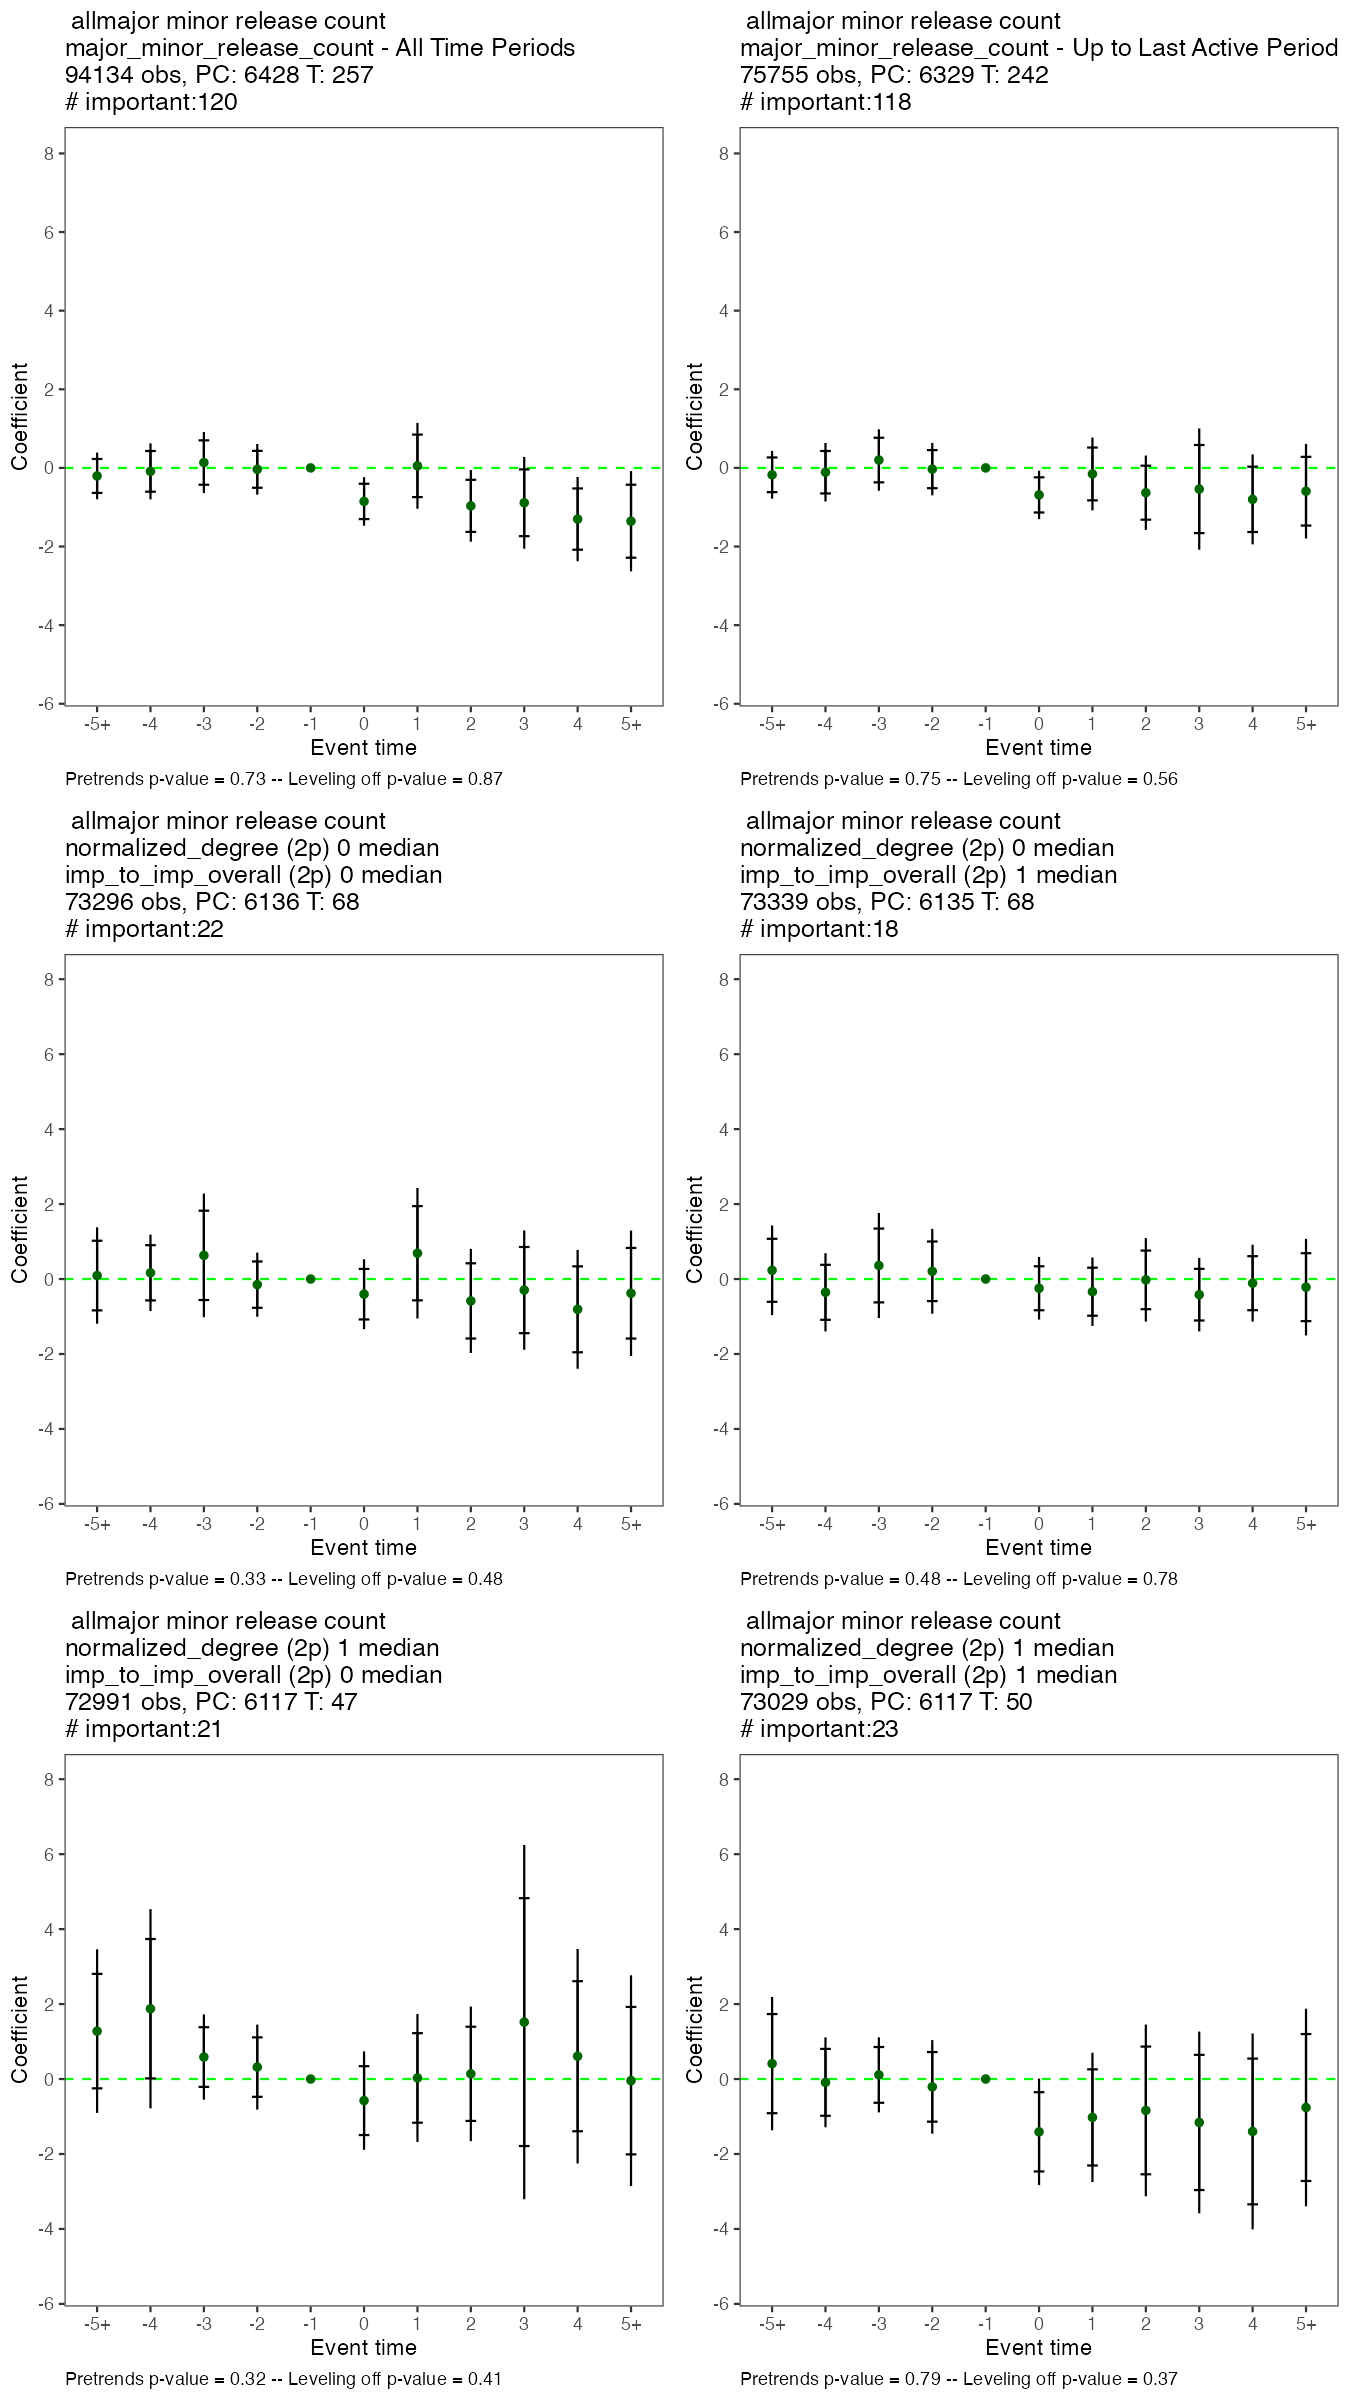 allmajor minor release count
major_minor_release_count - All Time Periods
94134 obs, PC: 6428 T: 257
# important:120
8
6
4
2
0
-2
-4
-6
Coefficient
-5+ -4 -3 -2 -1 0 1 2 3 4 5+
Event time
Pretrends p-value = 0.73 -- Leveling off p-value = 0.87
allmajor minor release count
major_minor_release_count - Up to Last Active Period
75755 obs, PC: 6329 T: 242
# important:118
8
6
4
2
0
-2
-4
-6
Coefficient
-5+ -4 -3 -2 -1 0 1 2 3 4 5+
Event time
Pretrends p-value = 0.75 -- Leveling off p-value = 0.56
allmajor minor release count
normalized_degree (2p) 0 median
imp_to_imp_overall (2p) 0 median
73296 obs, PC: 6136 T: 68
# important:22
8
6
4
2
0
-2
-4
-6
Coefficient
-5+ -4 -3 -2 -1 0 1 2 3 4 5+
Event time
Pretrends p-value = 0.33 -- Leveling off p-value = 0.48
allmajor minor release count
normalized_degree (2p) 0 median
imp_to_imp_overall (2p) 1 median
73339 obs, PC: 6135 T: 68
# important:18
8
6
4
2
0
-2
-4
-6
Coefficient
-5+ -4 -3 -2 -1 0 1 2 3 4 5+
Event time
Pretrends p-value = 0.48 -- Leveling off p-value = 0.78
allmajor minor release count
normalized_degree (2p) 1 median
imp_to_imp_overall (2p) 0 median
72991 obs, PC: 6117 T: 47
# important:21
8
6
4
2
0
-2
-4
-6
Coefficient
-5+ -4 -3 -2 -1 0 1 2 3 4 5+
Event time
Pretrends p-value = 0.32 -- Leveling off p-value = 0.41
allmajor minor release count
normalized_degree (2p) 1 median
imp_to_imp_overall (2p) 1 median
73029 obs, PC: 6117 T: 50
# important:23
8
6
4
2
0
-2
-4
-6
Coefficient
-5+ -4 -3 -2 -1 0 1 2 3 4 5+
Event time
Pretrends p-value = 0.79 -- Leveling off p-value = 0.37